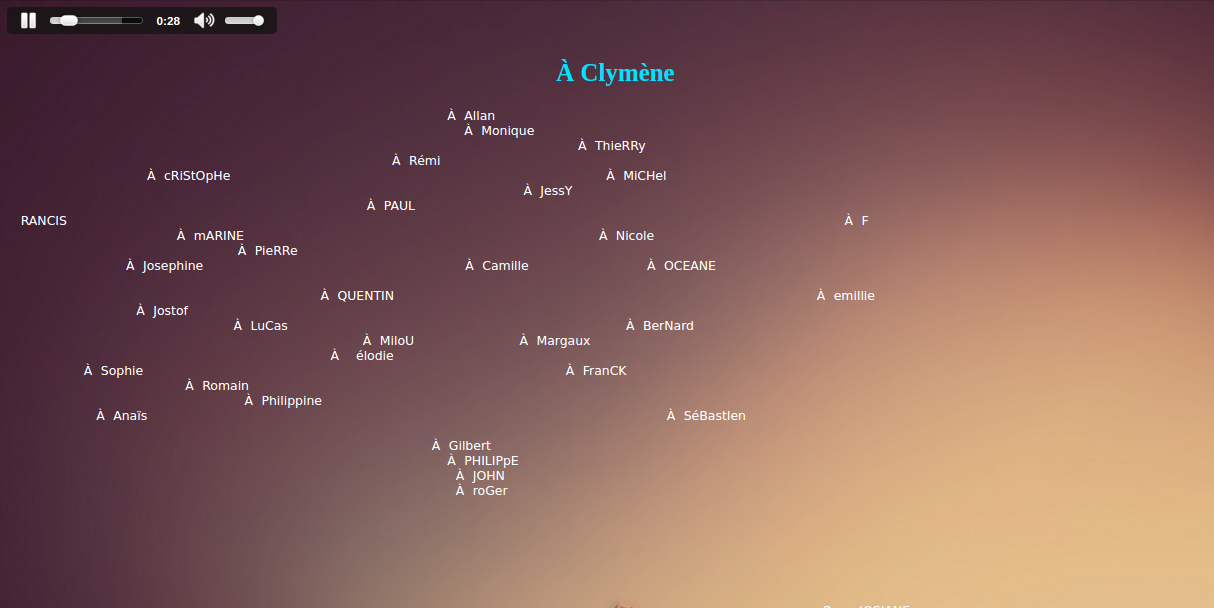 0:28
À Clymène
À Allan
À Monique
À ThieRRy
À Rémi
À cRiStOpHe À MiCHel
À JessY
À PAUL
RANCIS À F
À mARINE À Nicole
À PieRRe
À Josephine À Camille À OCEANE
À QUENTIN À emillie
À Jostof
À LuCas À BerNard
À MiloU À Margaux
À élodie
À Sophie À FranCK
À Romain
À Philippine
À Anaïs À SéBastIen
À Gilbert
À PHILIPpE
À JOHN
À roGer